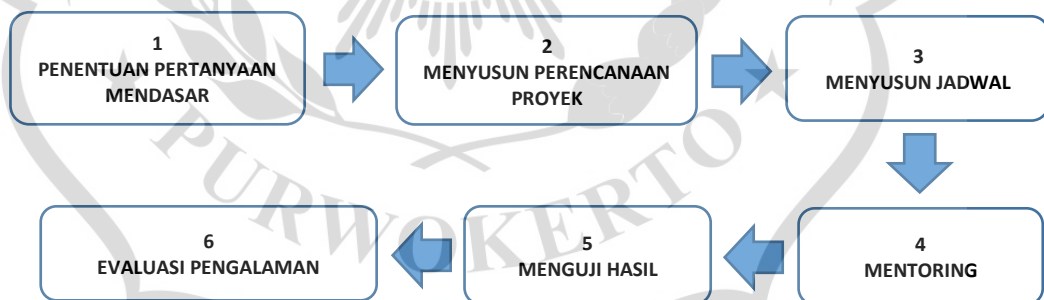 1
PENENTUAN PERTANYAAN
MENDASAR
2
MENYUSUN PERENCANAAN
PROYEK
3
MENYUSUN JADWAL
4
MENTORING
5
MENGUJI HASIL
6
EVALUASI PENGALAMAN
PURWOKERTO